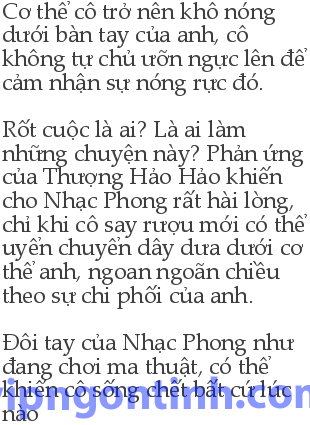 Cơ thể cô trở nên khô nóng
dưới bàn tay của anh, cô
không tự chủ ưỡn ngực lên để
cảm nhận sự nóng rực đó.
Rốt cuộc là ai? Là ai làm
những chuyện này? Phản ứng
của Thượng Hảo Hảo khiến
cho Nhạc Phong rất hài lòng,
chỉ khi cô say rượu mới có thể
uyển chuyển dây dưa dưới cơ
thể anh, ngoan ngoãn chiều
theo sự chi phối của anh.
Đôi tay của Nhạc Phong như
đang chơi ma thuật, có thể
khiến cô sống chết bất cứ lúc
nào
vipngontinh.com